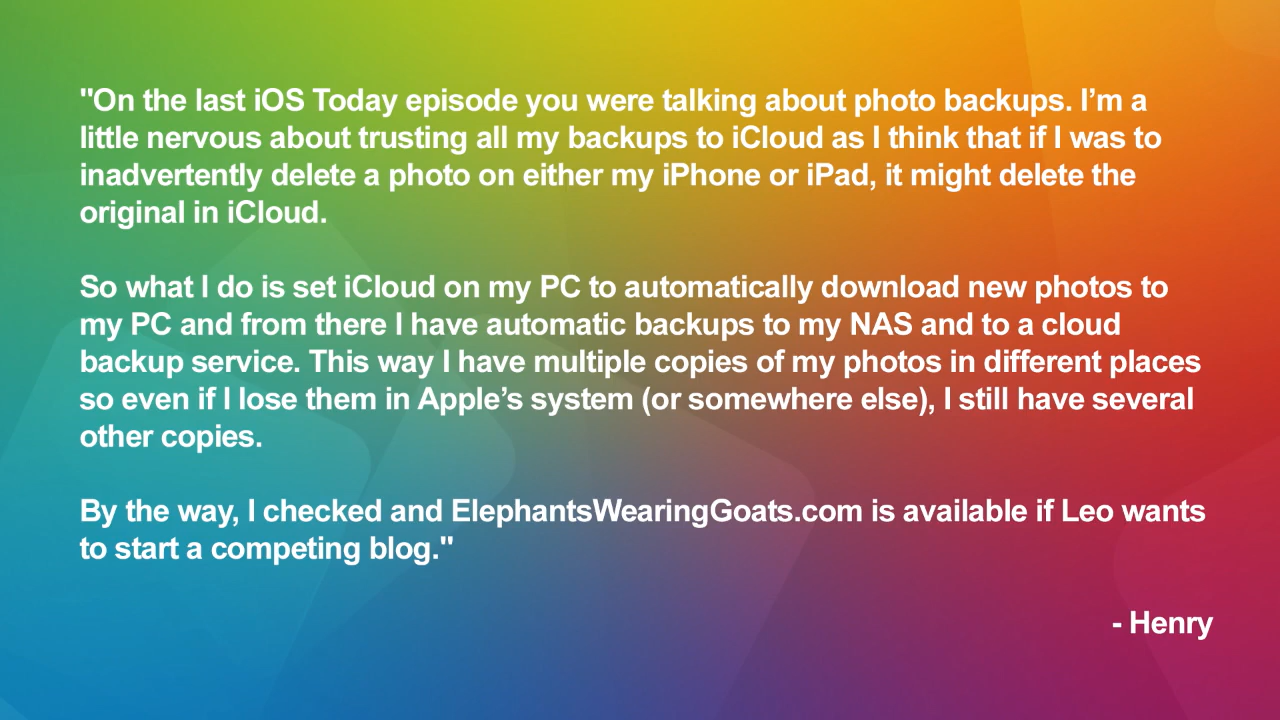 "On the last iOS Today episode you were talking about photo backups. I’m a
little nervous about trusting all my backups to iCloud as I think that if I was to
inadvertently delete a photo on either my iPhone or iPad, it might delete the
original in iCloud.
So what I do is set iCloud on my PC to automatically download new photos to
my PC and from there I have automatic backups to my NAS and to a cloud
backup service. This way I have multiple copies of my photos in different places
so even if I lose them in Apple’s system (or somewhere else), I still have several
other copies.
By the way, I checked and ElephantsWearingGoats.com is available if Leo wants
to start a competing blog."
- Henry